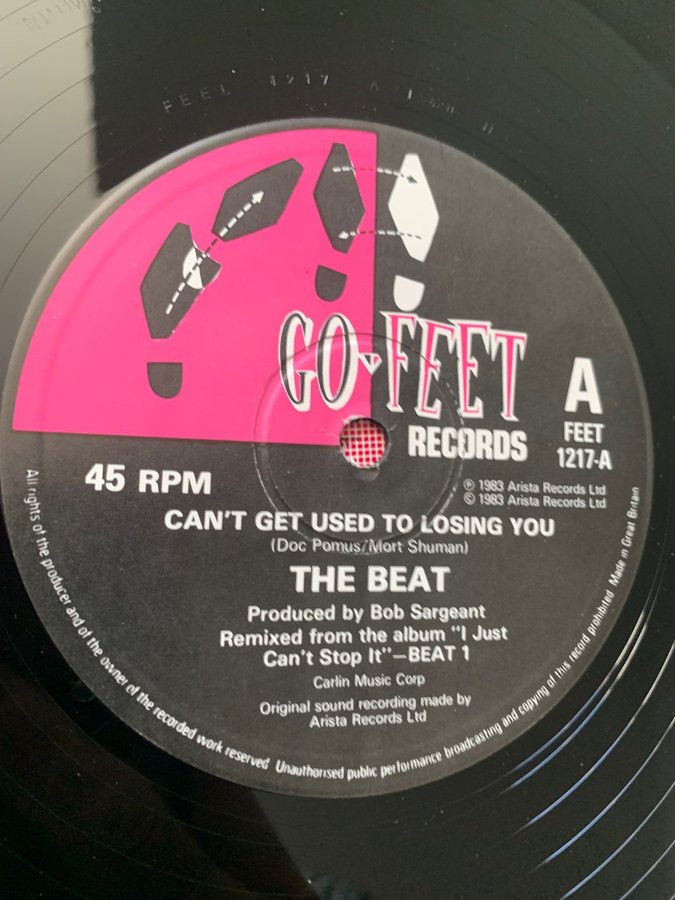 FEET 1217 A
GO FEET
RECORDS
A
FEET
1217-A
45 RPM
℗ 1983 Arista Records Ltd
© 1983 Arista Records Ltd
CAN'T GET USED TO LOSING YOU
(Doc Pomus/Mort Shuman)
THE BEAT
Produced by Bob Sargeant
Remixed from the album "I Just
Can't Stop It"–BEAT 1
Carlin Music Corp
Original sound recording made by
Arista Records Ltd
All rights of the producer and of the owner of the recorded work reserved Unauthorised public performance broadcasting and copying of this record prohibited Made in Great Britain